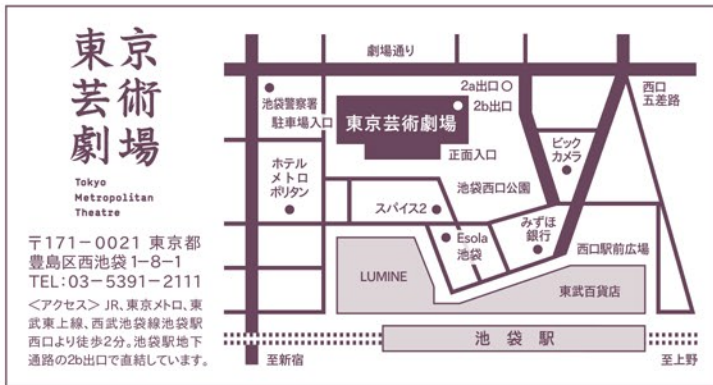 東京
芸術
劇場
Tokyo
Metropolitan
Theatre
〒171-0021 東京都
豊島区西池袋1-8-1
TEL:03-5391-2111
＜アクセス＞ JR、東京メトロ、東
武東上線、西武池袋線池袋駅
西口より徒歩2分。池袋駅地下
通路の2b出口で直結しています。
劇場通り
池袋警察署
駐車場入口
2a出口
2b出口
西口
五差路
東京芸術劇場
正面入口
ビック
カメラ
ホテル
メトロ
ポリタン
池袋西口公園
スパイス2
Esola
池袋
みずほ
銀行
西口駅前広場
LUMINE
東武百貨店
池袋駅
至新宿
至上野